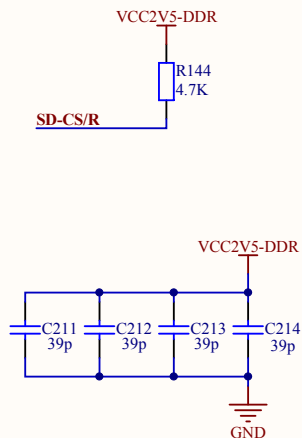 VCC2V5-DDR
R144
4.7K
SD-CS/R
VCC2V5-DDR
C211
39p
C212
39p
C213
39p
C214
39p
GND